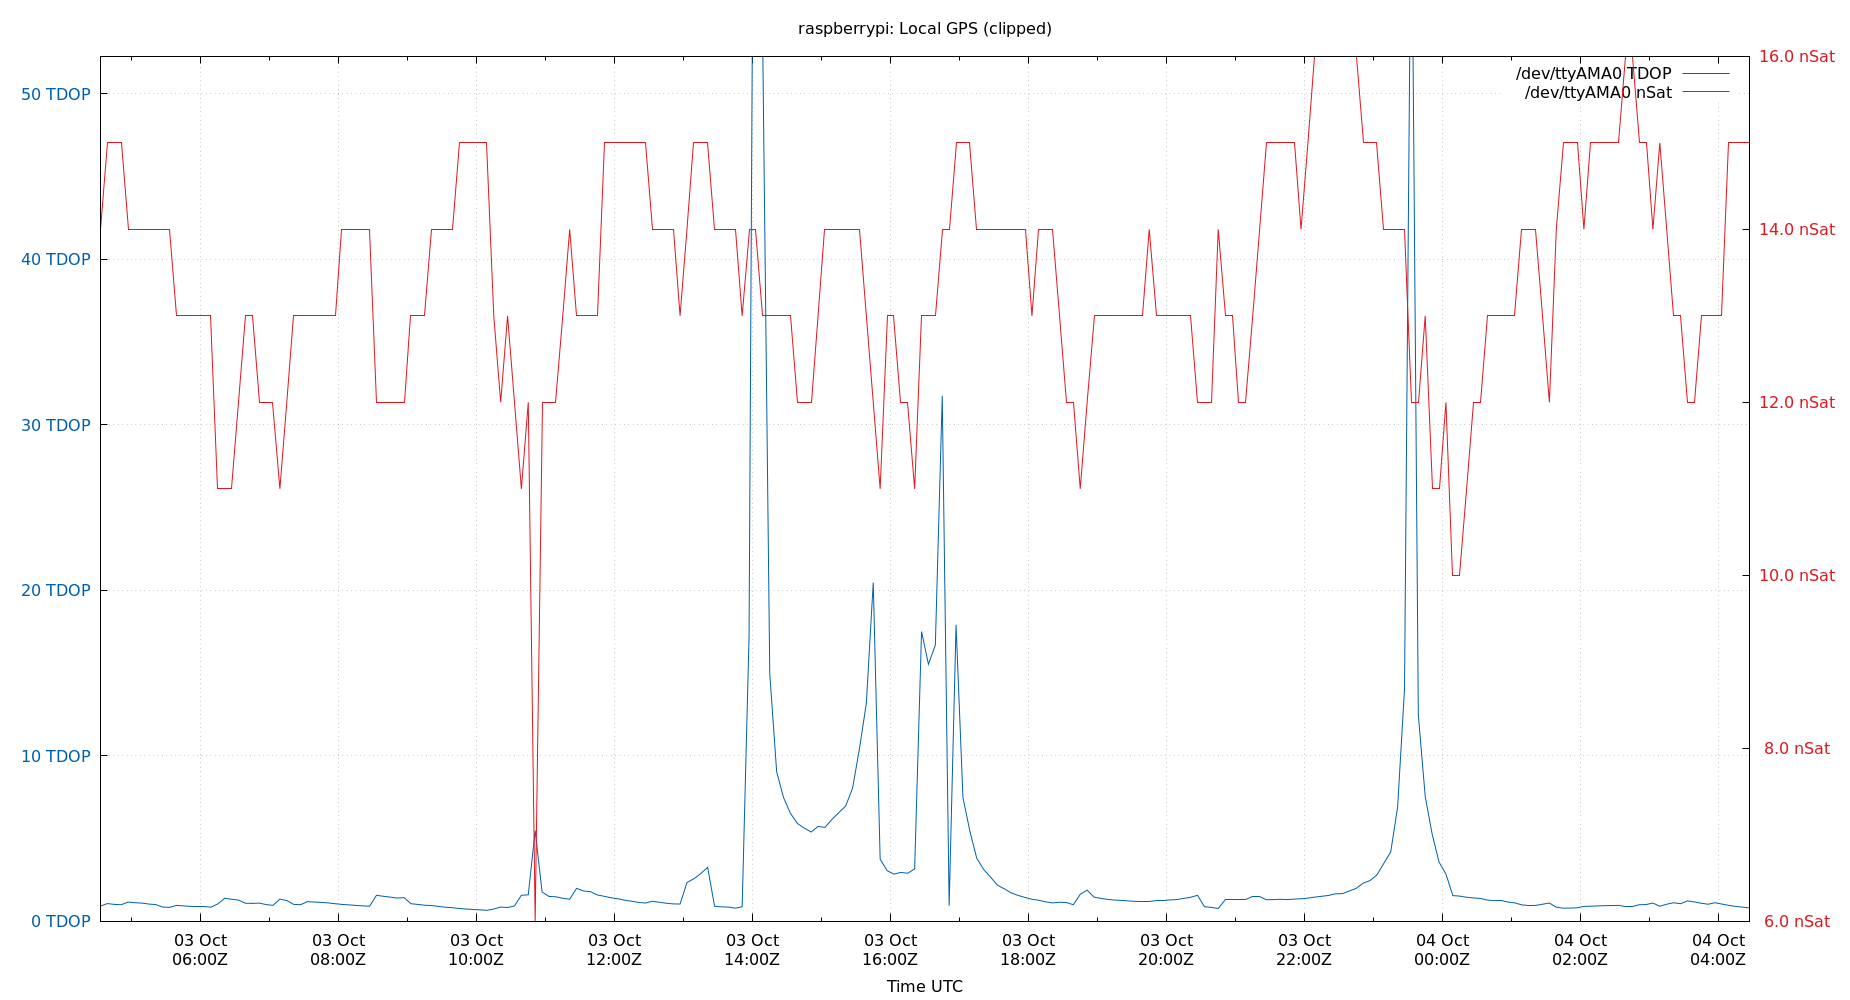 raspberrypi: Local GPS (clipped)
16.0 nSat
/dev/ttyAMA0 TDOP
/dev/ttyAMA0 nSat
50 TDOP
14.0 nSat
40 TDOP
12.0 nSat
30 TDOP
10.0 nSat
20 TDOP
8.0 nSat
10 TDOP
0 TDOP
6.0 nSat
03 Oct 03 Oct 03 Oct 03 Oct 03 Oct 03 Oct 03 Oct 03 Oct 03 Oct 04 Oct 04 Oct 04 Oct
06:00Z 08:00Z 10:00Z 12:00Z 14:00Z 16:00Z 18:00Z 20:00Z 22:00Z 00:00Z 02:00Z 04:00Z
Time UTC